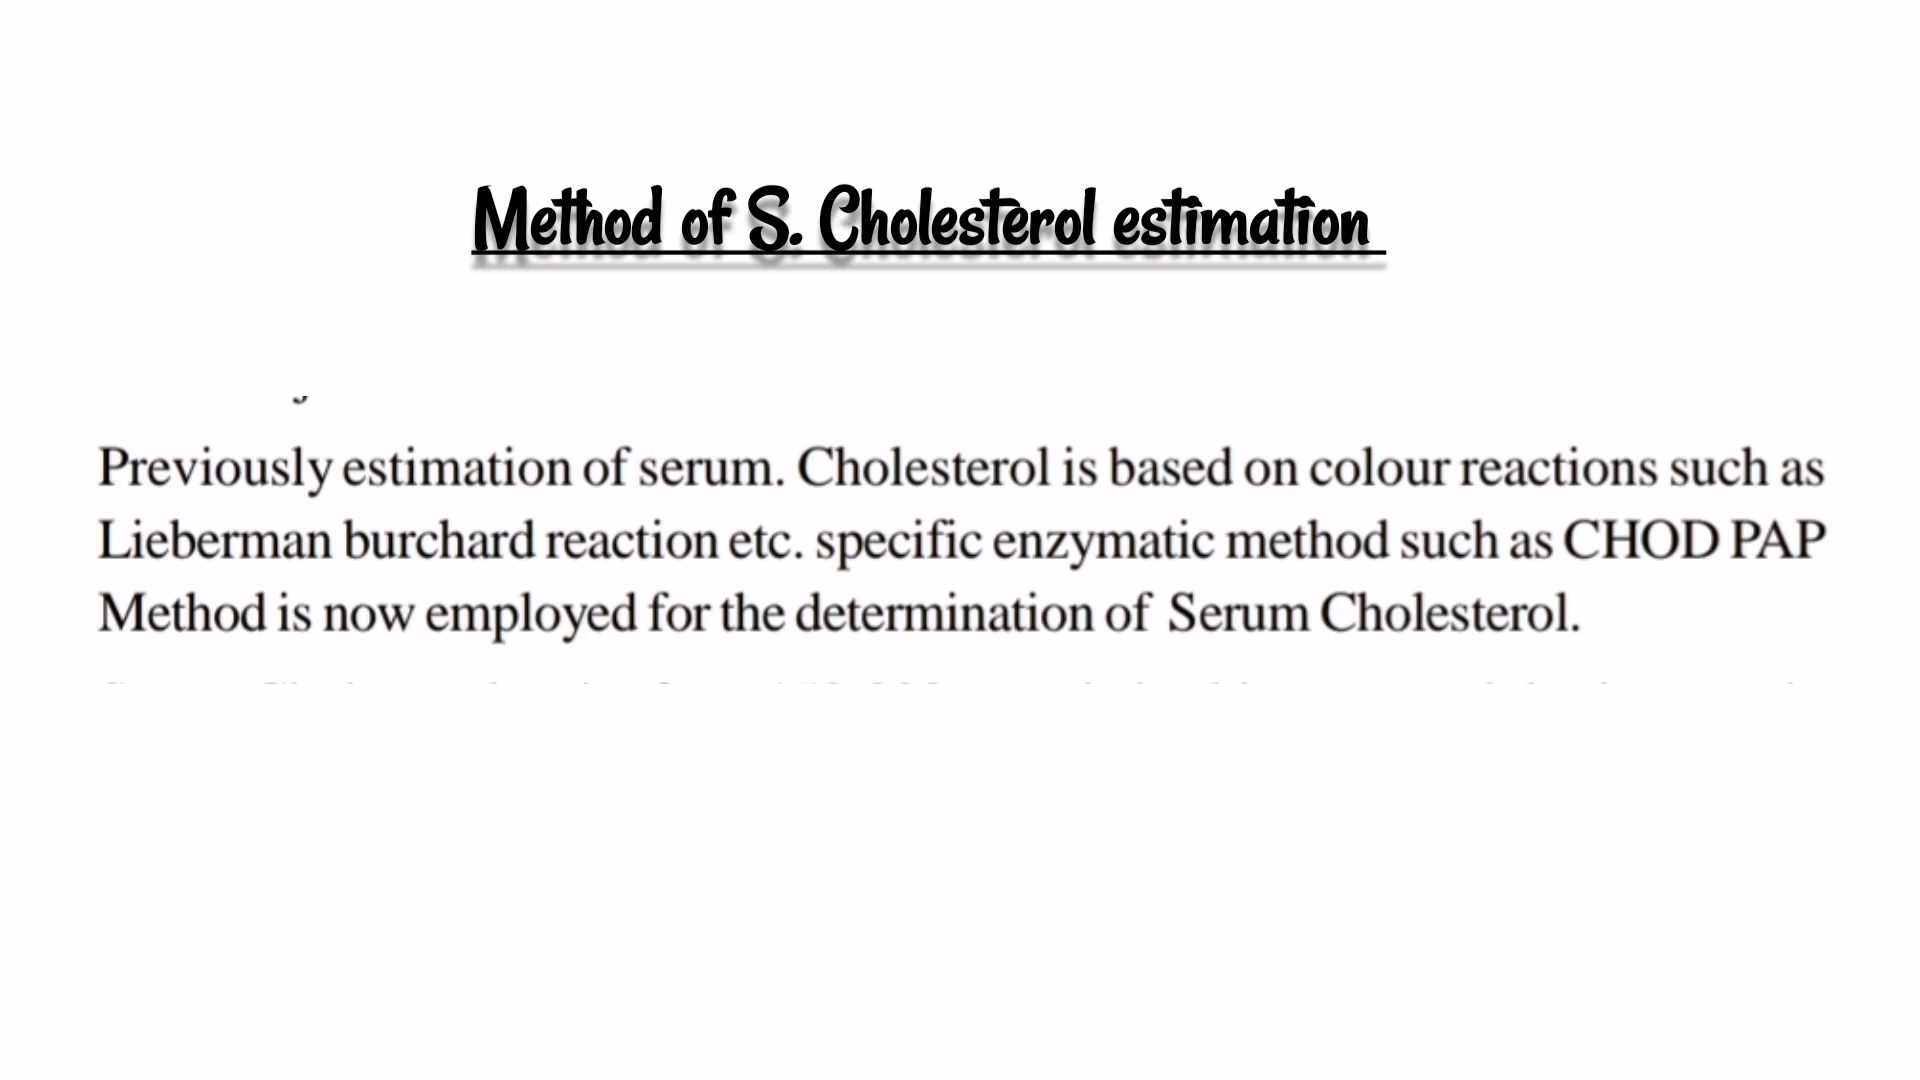 Method of S. Cholesterol estimation
Previously estimation of serum. Cholesterol is based on colour reactions such as
Lieberman burchard reaction etc. specific enzymatic method such as CHOD PAP
Method is now employed for the determination of Serum Cholesterol.